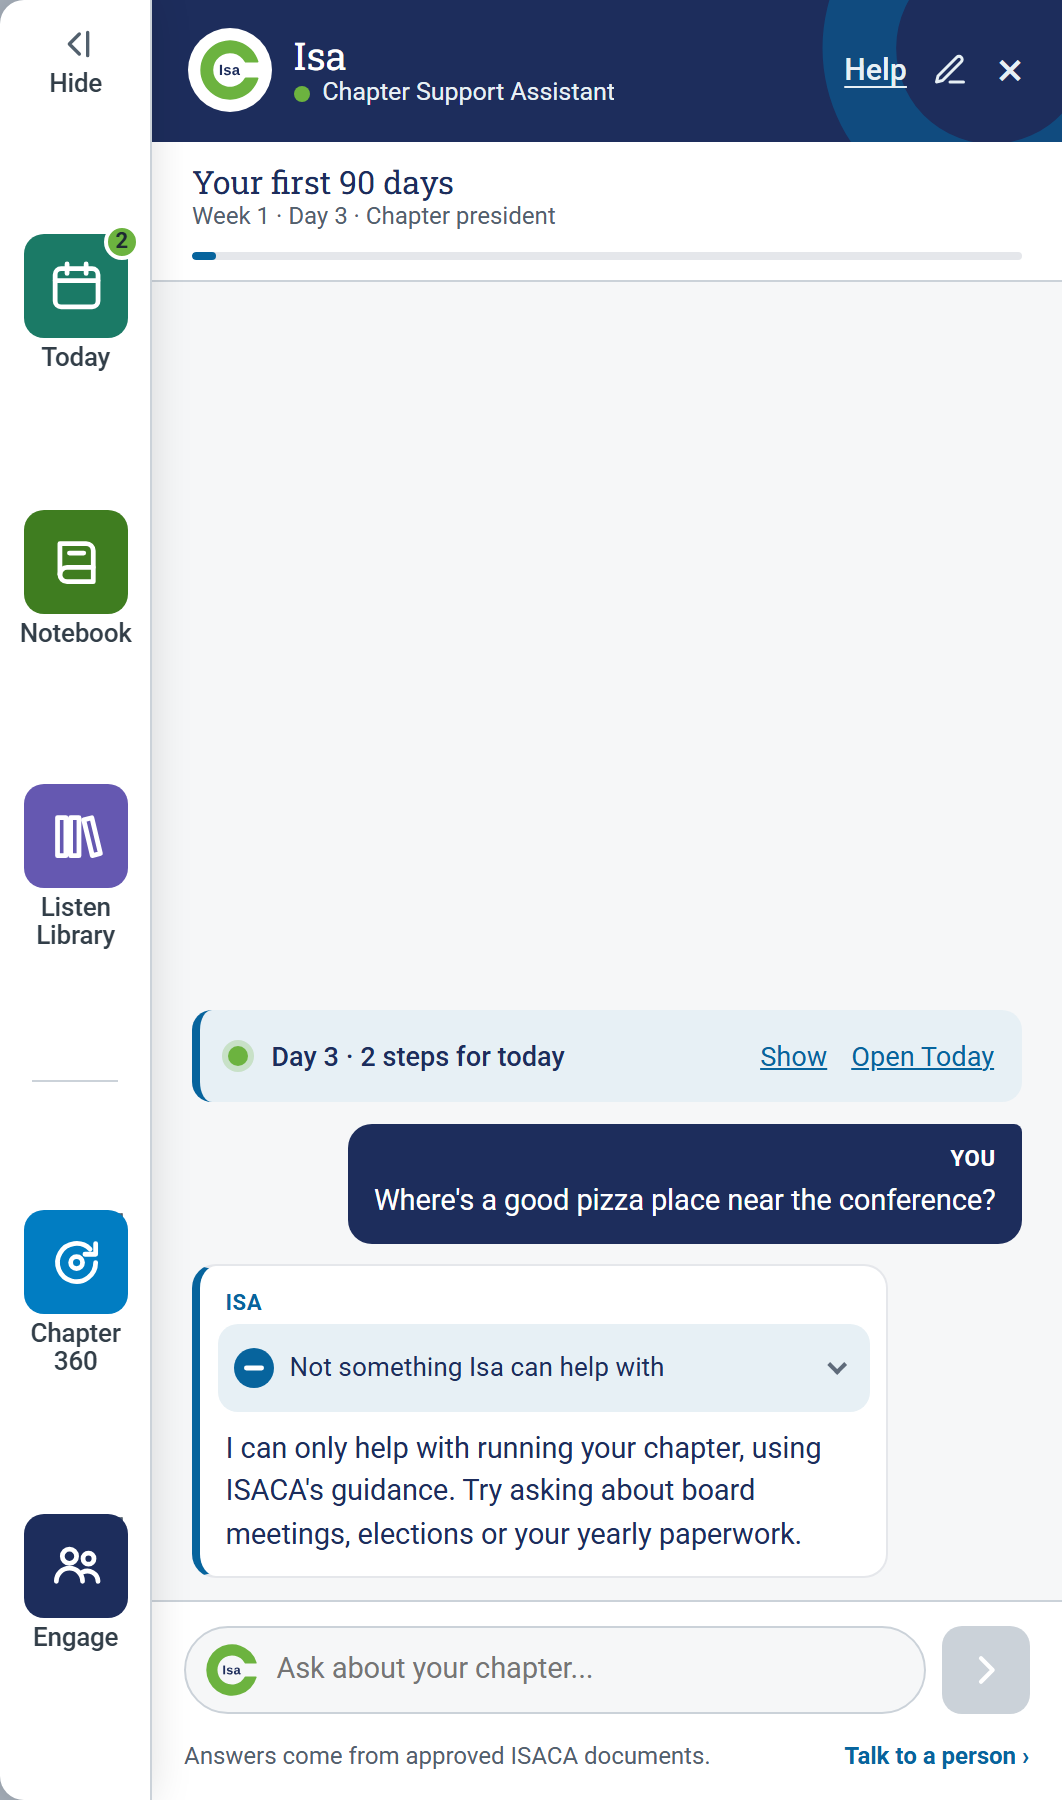 Hide
2
Today
Notebook
Listen
Library
Chapter
360
Engage
Isa
Isa
Chapter Support Assistant
Help
Your first 90 days
Week 1 · Day 3 · Chapter president
Day 3 · 2 steps for today
Show
Open Today
YOU
Where's a good pizza place near the conference?
ISA
Not something Isa can help with
I can only help with running your chapter, using
ISACA's guidance. Try asking about board
meetings, elections or your yearly paperwork.
Isa
Ask about your chapter...
Answers come from approved ISACA documents.
Talk to a person ›